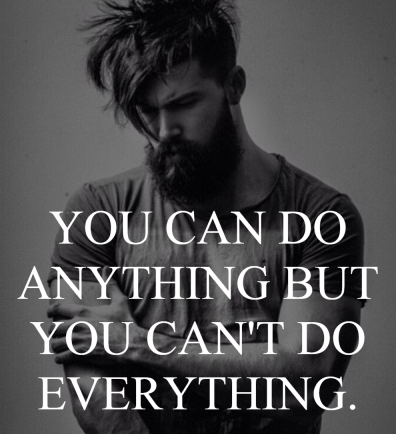 YOU CAN DO
ANYTHING BUT
YOU CAN'T DO
EVERYTHING.